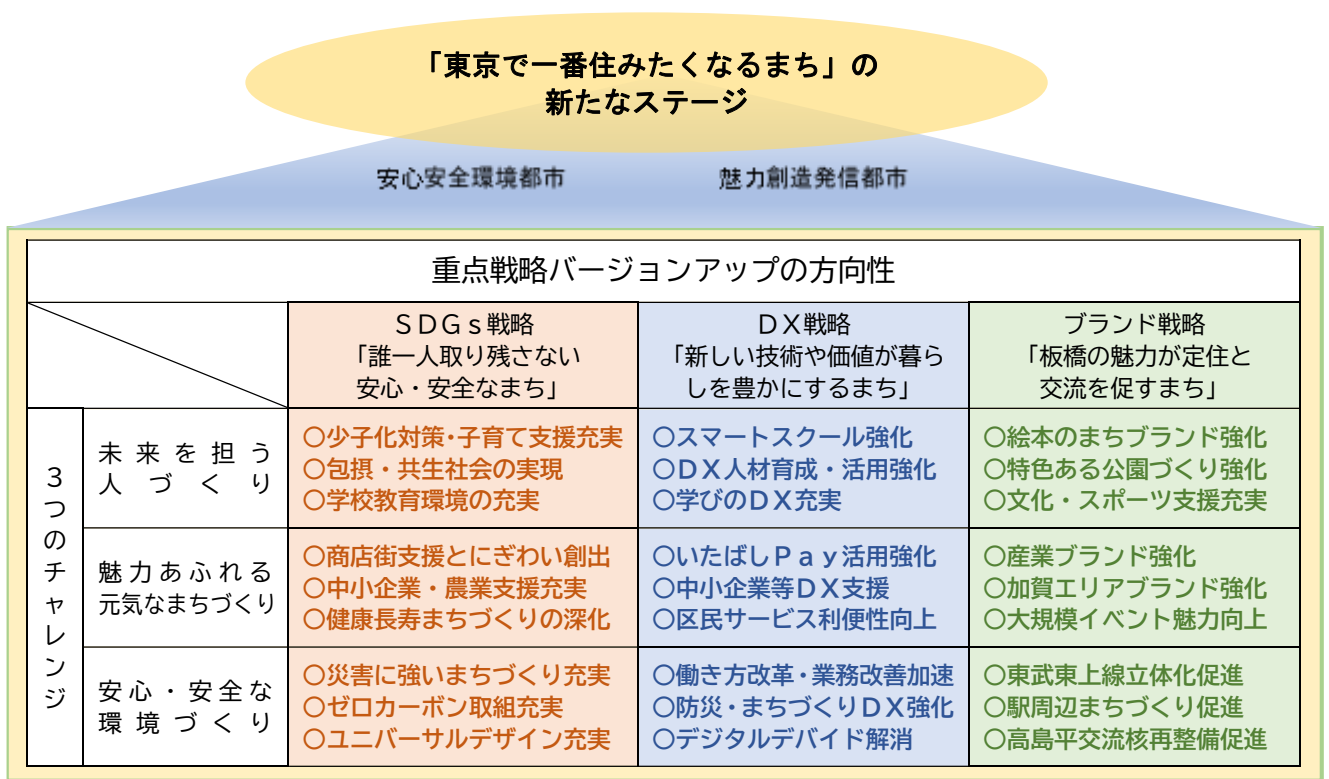 「東京で一番住みたくなるまち」の
新たなステージ
安心安全環境都市
魅力創造発信都市
重点戦略バージョンアップの方向性
ＳＤＧｓ戦略
「誰一人取り残さない
安心・安全なまち」
ＤＸ戦略
「新しい技術や価値が暮ら
しを豊かにするまち」
ブランド戦略
「板橋の魅力が定住と
交流を促すまち」
３つのチャレンジ
未来を担う
人づくり
○少子化対策・子育て支援充実
○包摂・共生社会の実現
○学校教育環境の充実
○スマートスクール強化
○ＤＸ人材育成・活用強化
○学びのＤＸ充実
○絵本のまちブランド強化
○特色ある公園づくり強化
○文化・スポーツ支援充実
魅力あふれる
元気なまちづくり
○商店街支援とにぎわい創出
○中小企業・農業支援充実
○健康長寿まちづくりの深化
○いたばしＰａｙ活用強化
○中小企業等ＤＸ支援
○区民サービス利便性向上
○産業ブランド強化
○加賀エリアブランド強化
○大規模イベント魅力向上
安心・安全な
環境づくり
○災害に強いまちづくり充実
○ゼロカーボン取組充実
○ユニバーサルデザイン充実
○働き方改革・業務改善加速
○防災・まちづくりＤＸ強化
○デジタルデバイド解消
○東武東上線立体化促進
○駅周辺まちづくり促進
○高島平交流核再整備促進